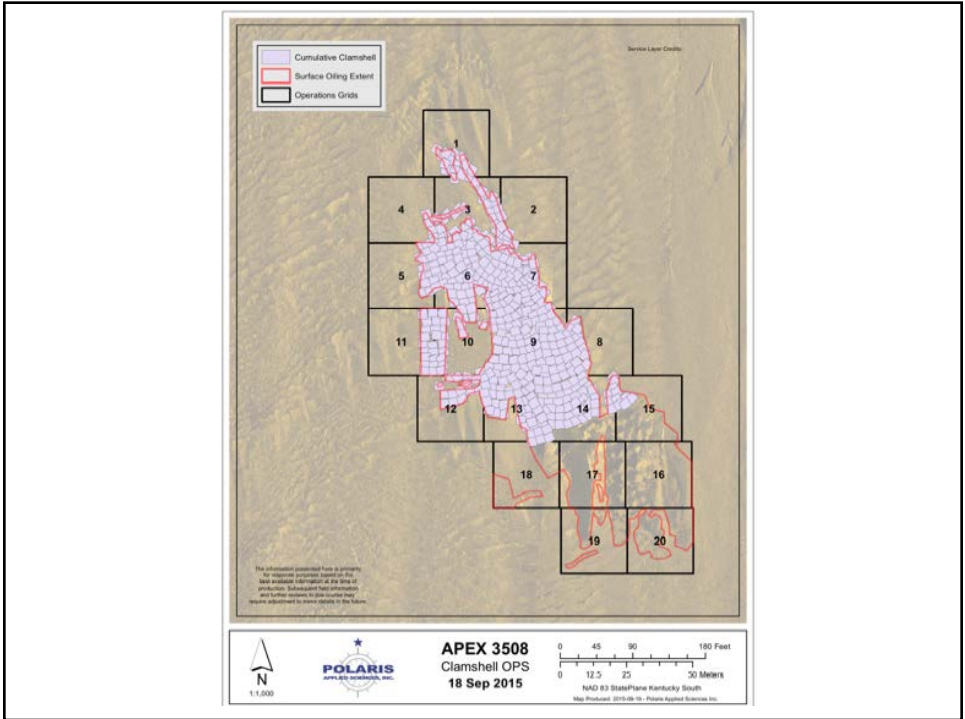 Cumulative Clamshell
Surface Oiling Extent
Operations Grids
Service Layer Credits:
1
4
3
2
5
6
7
11
10
9
8
12
13
14
15
18
17
16
19
20
The information presented here is primarily
for response purposes based on the
best available information at the time of
production. Subsequent field information
and further reviews in due course may
require adjustment to some details in the future.
N
1:1,000
POLARIS
APPLIED SCIENCES, INC.
APEX 3508
Clamshell OPS
18 Sep 2015
0 45 90 180 Feet
0 12.5 25 50 Meters
NAD 83 StatePlane Kentucky South
Map Produced: 2015-09-19 - Polaris Applied Sciences Inc.